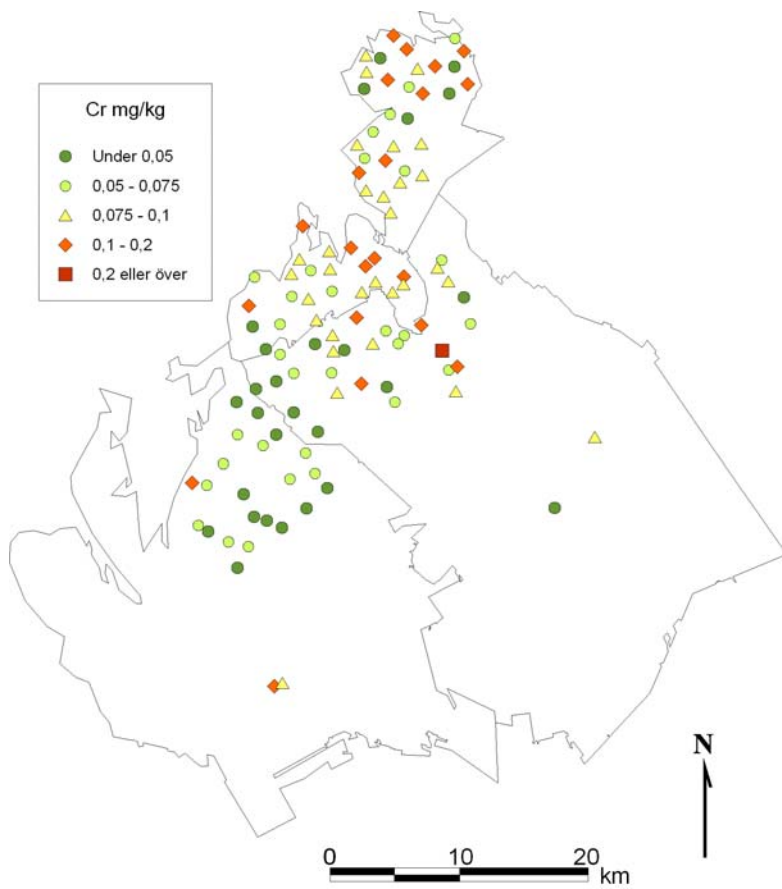 Cr mg/kg
Under 0,05
0,05 - 0,075
0,075 - 0,1
0,1 - 0,2
0,2 eller över
N
0 10 20
km